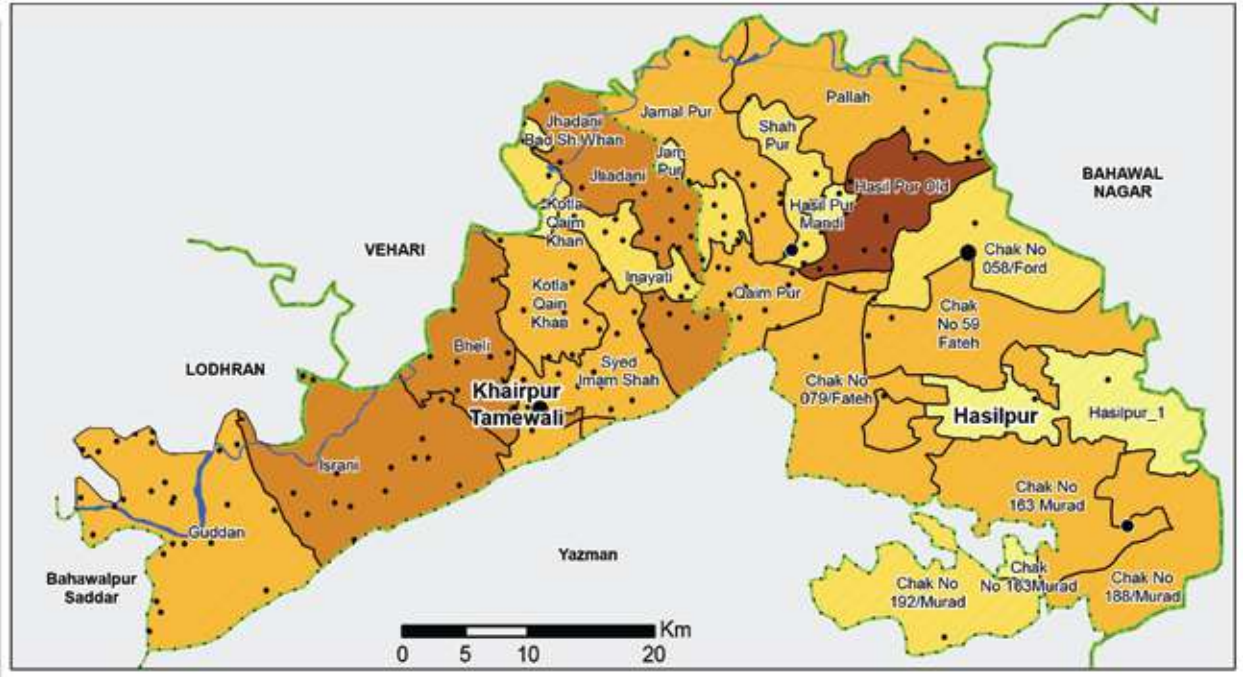 Pallah
Jamal Pur
Jhadani
Bad Sh.Whan
Shah
Pur
Jam
Pur
Jhadani
Hasil Pur Old
BAHAWAL
NAGAR
Kotla
Qaim
Khan
Hasil Pur
Mandi
VEHARI
Chak No
058/Ford
Inayati
Kotla
Qain
Khan
Qaim Pur
Chak
No 59
Fateh
Bheli
LODHRAN
Syed
Imam Shah
Chak No
079/Fateh
Khairpur
Tamewali
Hasilpur
Hasilpur_1
Israni
Chak No
163 Murad
Guddan
Yazman
Bahawalpur
Saddar
Chak No
192/Murad
Chak
No 163Murad
Chak No
188/Murad
Km
0 5 10 20